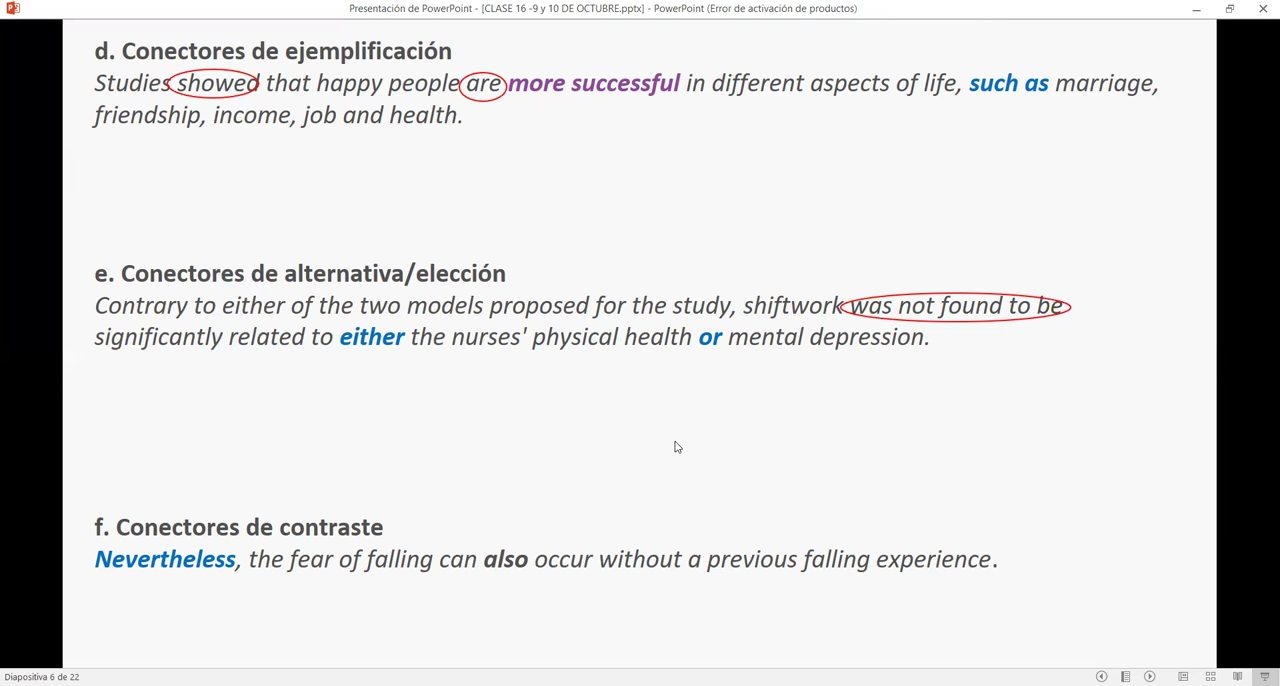 Presentación de PowerPoint - [CLASE 16 -9 y 10 DE OCTUBRE.pptx] - PowerPoint (Error de activación de productos)
d. Conectores de ejemplificación
Studies showed that happy people are more successful in different aspects of life, such as marriage,
friendship, income, job and health.
e. Conectores de alternativa/elección
Contrary to either of the two models proposed for the study, shiftwork was not found to be
significantly related to either the nurses' physical health or mental depression.
f. Conectores de contraste
Nevertheless, the fear of falling can also occur without a previous falling experience.
Diapositiva 6 de 22